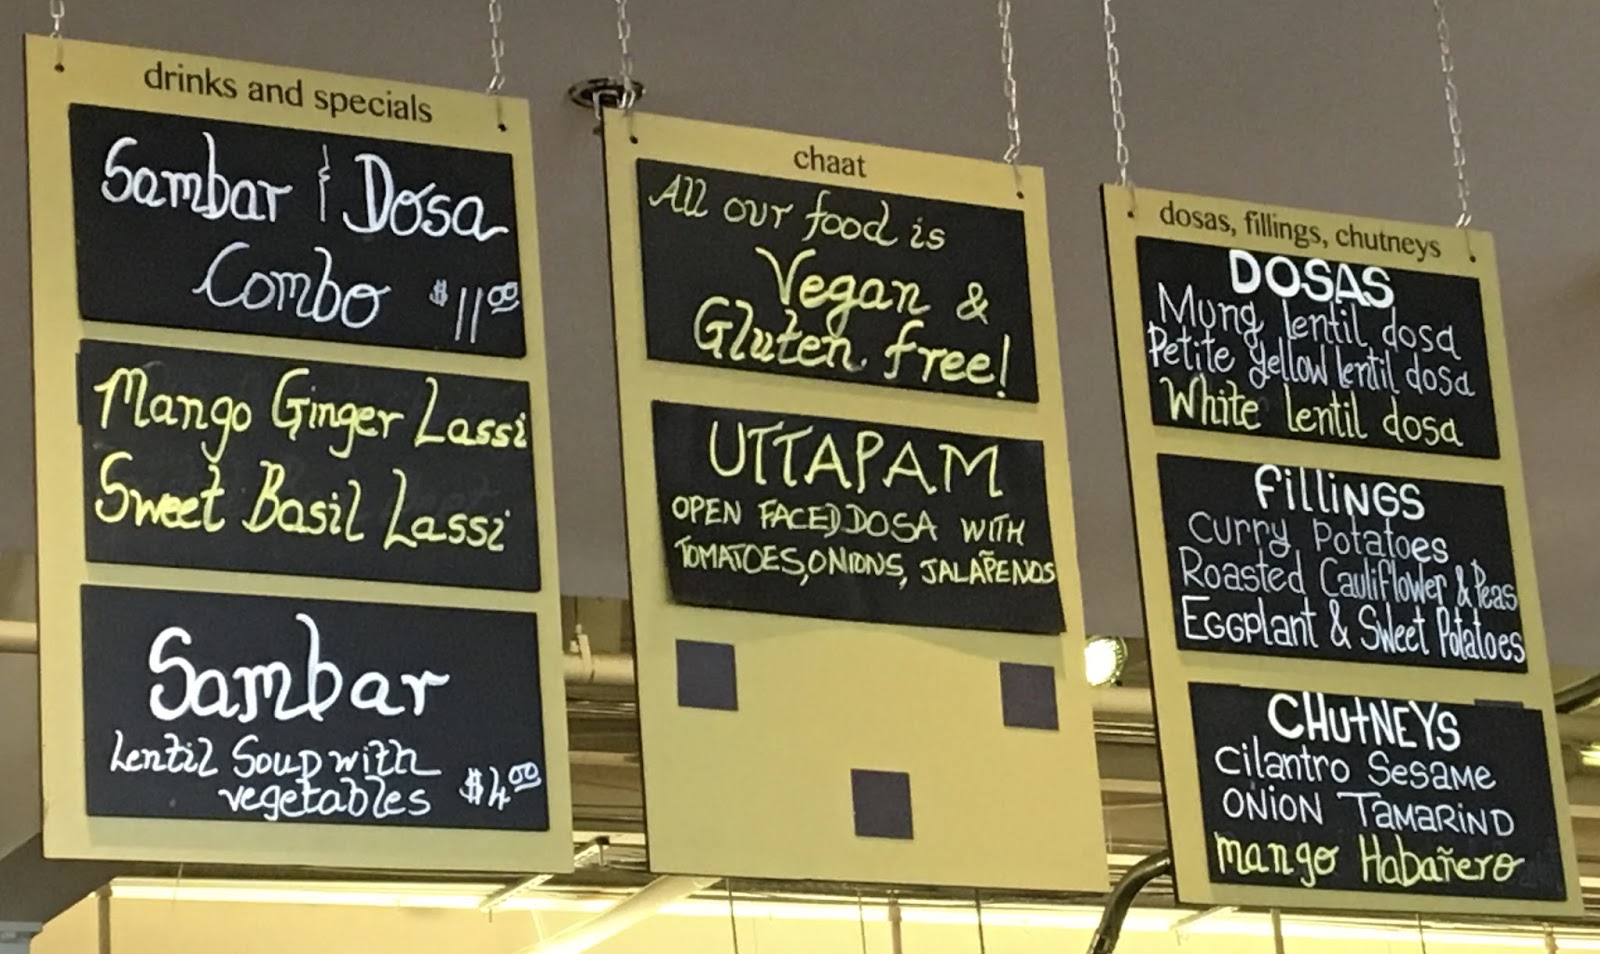 drinks and specials
Sambar & Dosa
Combo $11.00
Mango Ginger Lassi
Sweet Basil Lassi
Sambar
Lentil Soup with
vegetables $4.00
chaat
All our food is
Vegan &
Gluten free!
UTTAPAM
OPEN FACED DOSA WITH
TOMATOES, ONIONS, JALAPEÑOS
dosas, fillings, chutneys
DOSAS
Mung lentil dosa
Petite yellow lentil dosa
White lentil dosa
FilliNGS
Curry Potatoes
Roasted Cauliflower & Peas
EGGplant & Sweet Potatoes
CHUtNEYS
Cilantro SESAME
ONION TAMARIND
mango Habañero